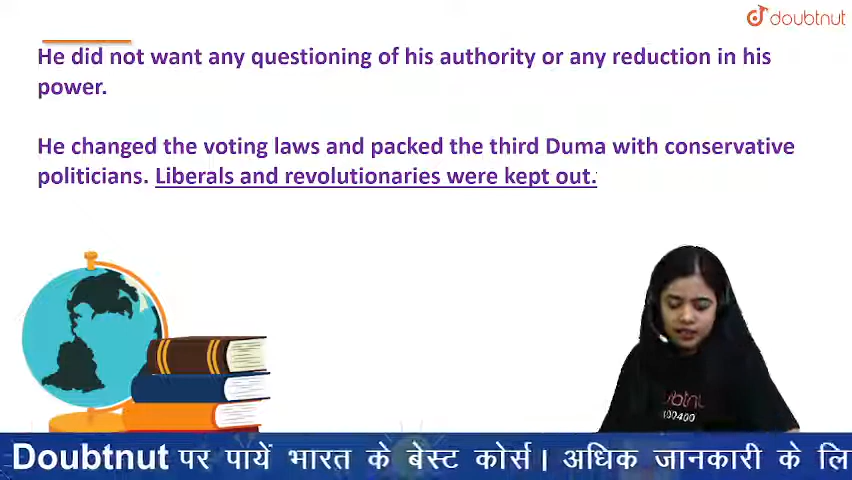 doubtnut
He did not want any questioning of his authority or any reduction in his
power.
He changed the voting laws and packed the third Duma with conservative
politicians. Liberals and revolutionaries were kept out.
Doubtnut पर पायें भारत के बेस्ट कोर्स। अधिक जानकारी के लि